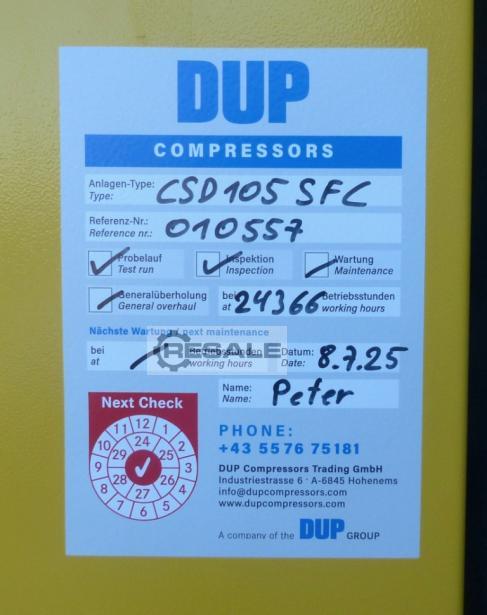 DUP
COMPRESSORS
Anlagen-Type: CSD105 SFC
Type:
Referenz-Nr.: 010557
Reference nr.:
Probelauf Inspektion Wartung
Test run Inspection Maintenance
Generalüberholung bei 24366 Betriebsstunden
General overhaul at working hours
Nächste Wartung / next maintenance
RESALE
bei Betriebsstunden Datum: 8.7.25
at working hours Date:
Name: Peter
Name:
Next Check
12 1 2 3 4 5 6 7 8 9 10 11
24 25 26 27 28 29
PHONE:
+43 5576 75181
DUP Compressors Trading GmbH
Industriestrasse 6 · A-6845 Hohenems
info@dupcompressors.com
www.dupcompressors.com
A company of the DUP GROUP